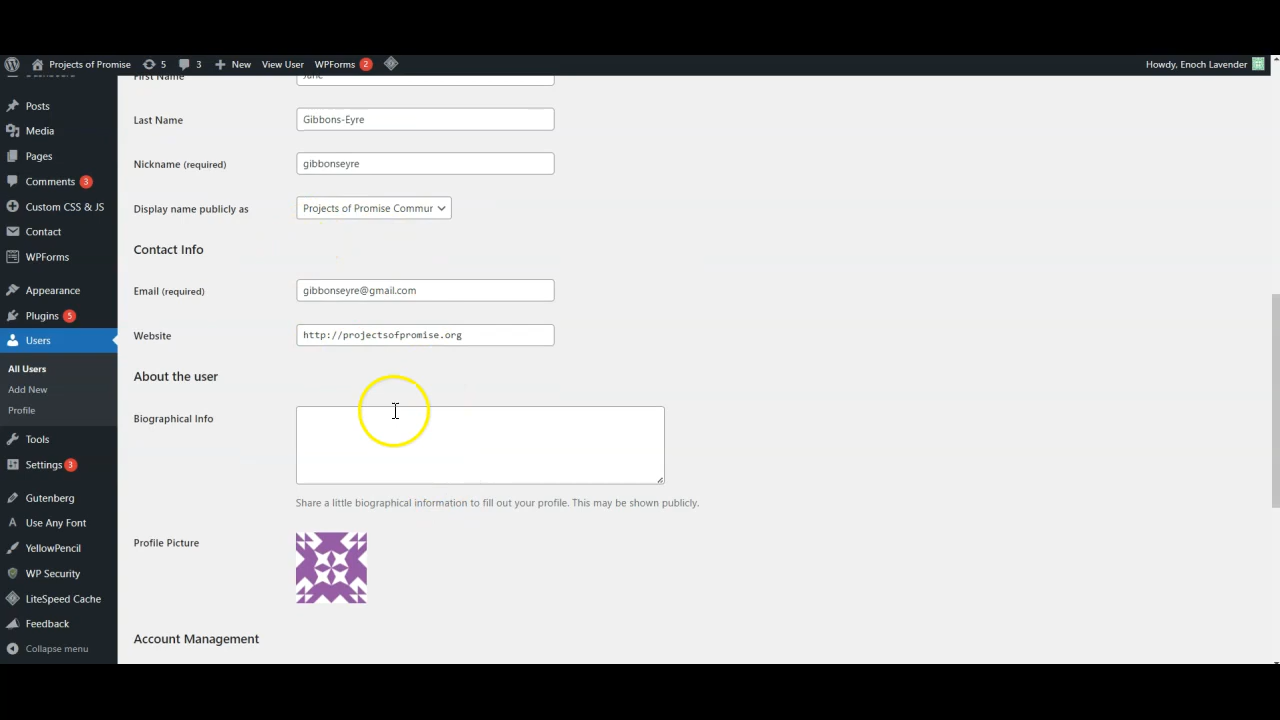 Projects of Promise 5 3 New View User WPForms 2 Howdy, Enoch Lavender
Posts
Media
Pages
Comments 3
Custom CSS & JS
Contact
WPForms
Appearance
Plugins 5
Users
All Users
Add New
Profile
Tools
Settings 3
Gutenberg
Use Any Font
YellowPencil
WP Security
LiteSpeed Cache
Feedback
Collapse menu
First Name
Last Name Gibbons-Eyre
Nickname (required) gibbonseyre
Display name publicly as Projects of Promise Commur
Contact Info
Email (required) gibbonseyre@gmail.com
Website http://projectsofpromise.org
About the user
Biographical Info
Share a little biographical information to fill out your profile. This may be shown publicly.
Profile Picture
Account Management